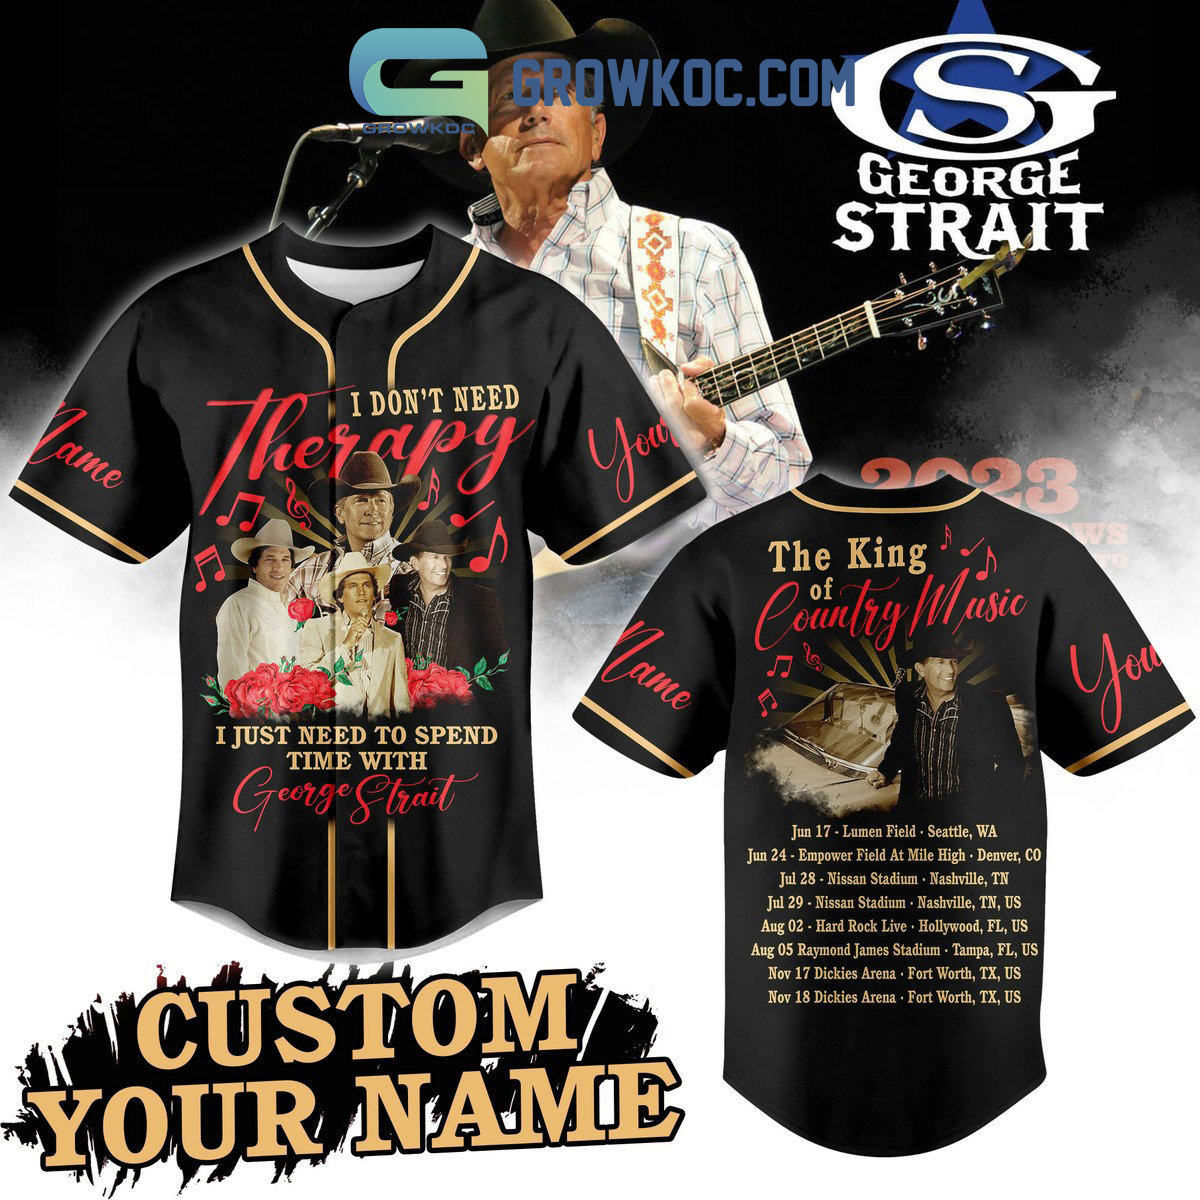 GROWKOC.COM
GROWKOC
GS
GEORGE
STRAIT
2023
I DON'T NEED
Therapy
Name
Your
I JUST NEED TO SPEND
TIME WITH
George Strait
The King
of
Country Music
Name
You
Jun 17 - Lumen Field · Seattle, WA
Jun 24 - Empower Field At Mile High · Denver, CO
Jul 28 - Nissan Stadium · Nashville, TN
Jul 29 - Nissan Stadium · Nashville, TN, US
Aug 02 - Hard Rock Live · Hollywood, FL, US
Aug 05 Raymond James Stadium · Tampa, FL, US
Nov 17 Dickies Arena · Fort Worth, TX, US
Nov 18 Dickies Arena · Fort Worth, TX, US
CUSTOM
YOUR NAME